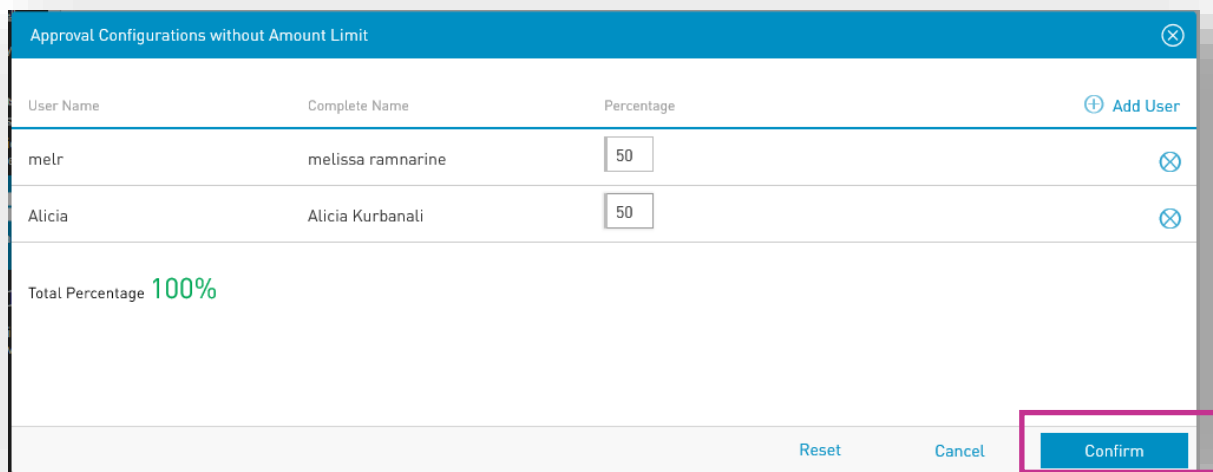 Approval Configurations without Amount Limit
User Name Complete Name Percentage Add User
melr melissa ramnarine 50
Alicia Alicia Kurbanali 50
Total Percentage 100%
Reset Cancel Confirm